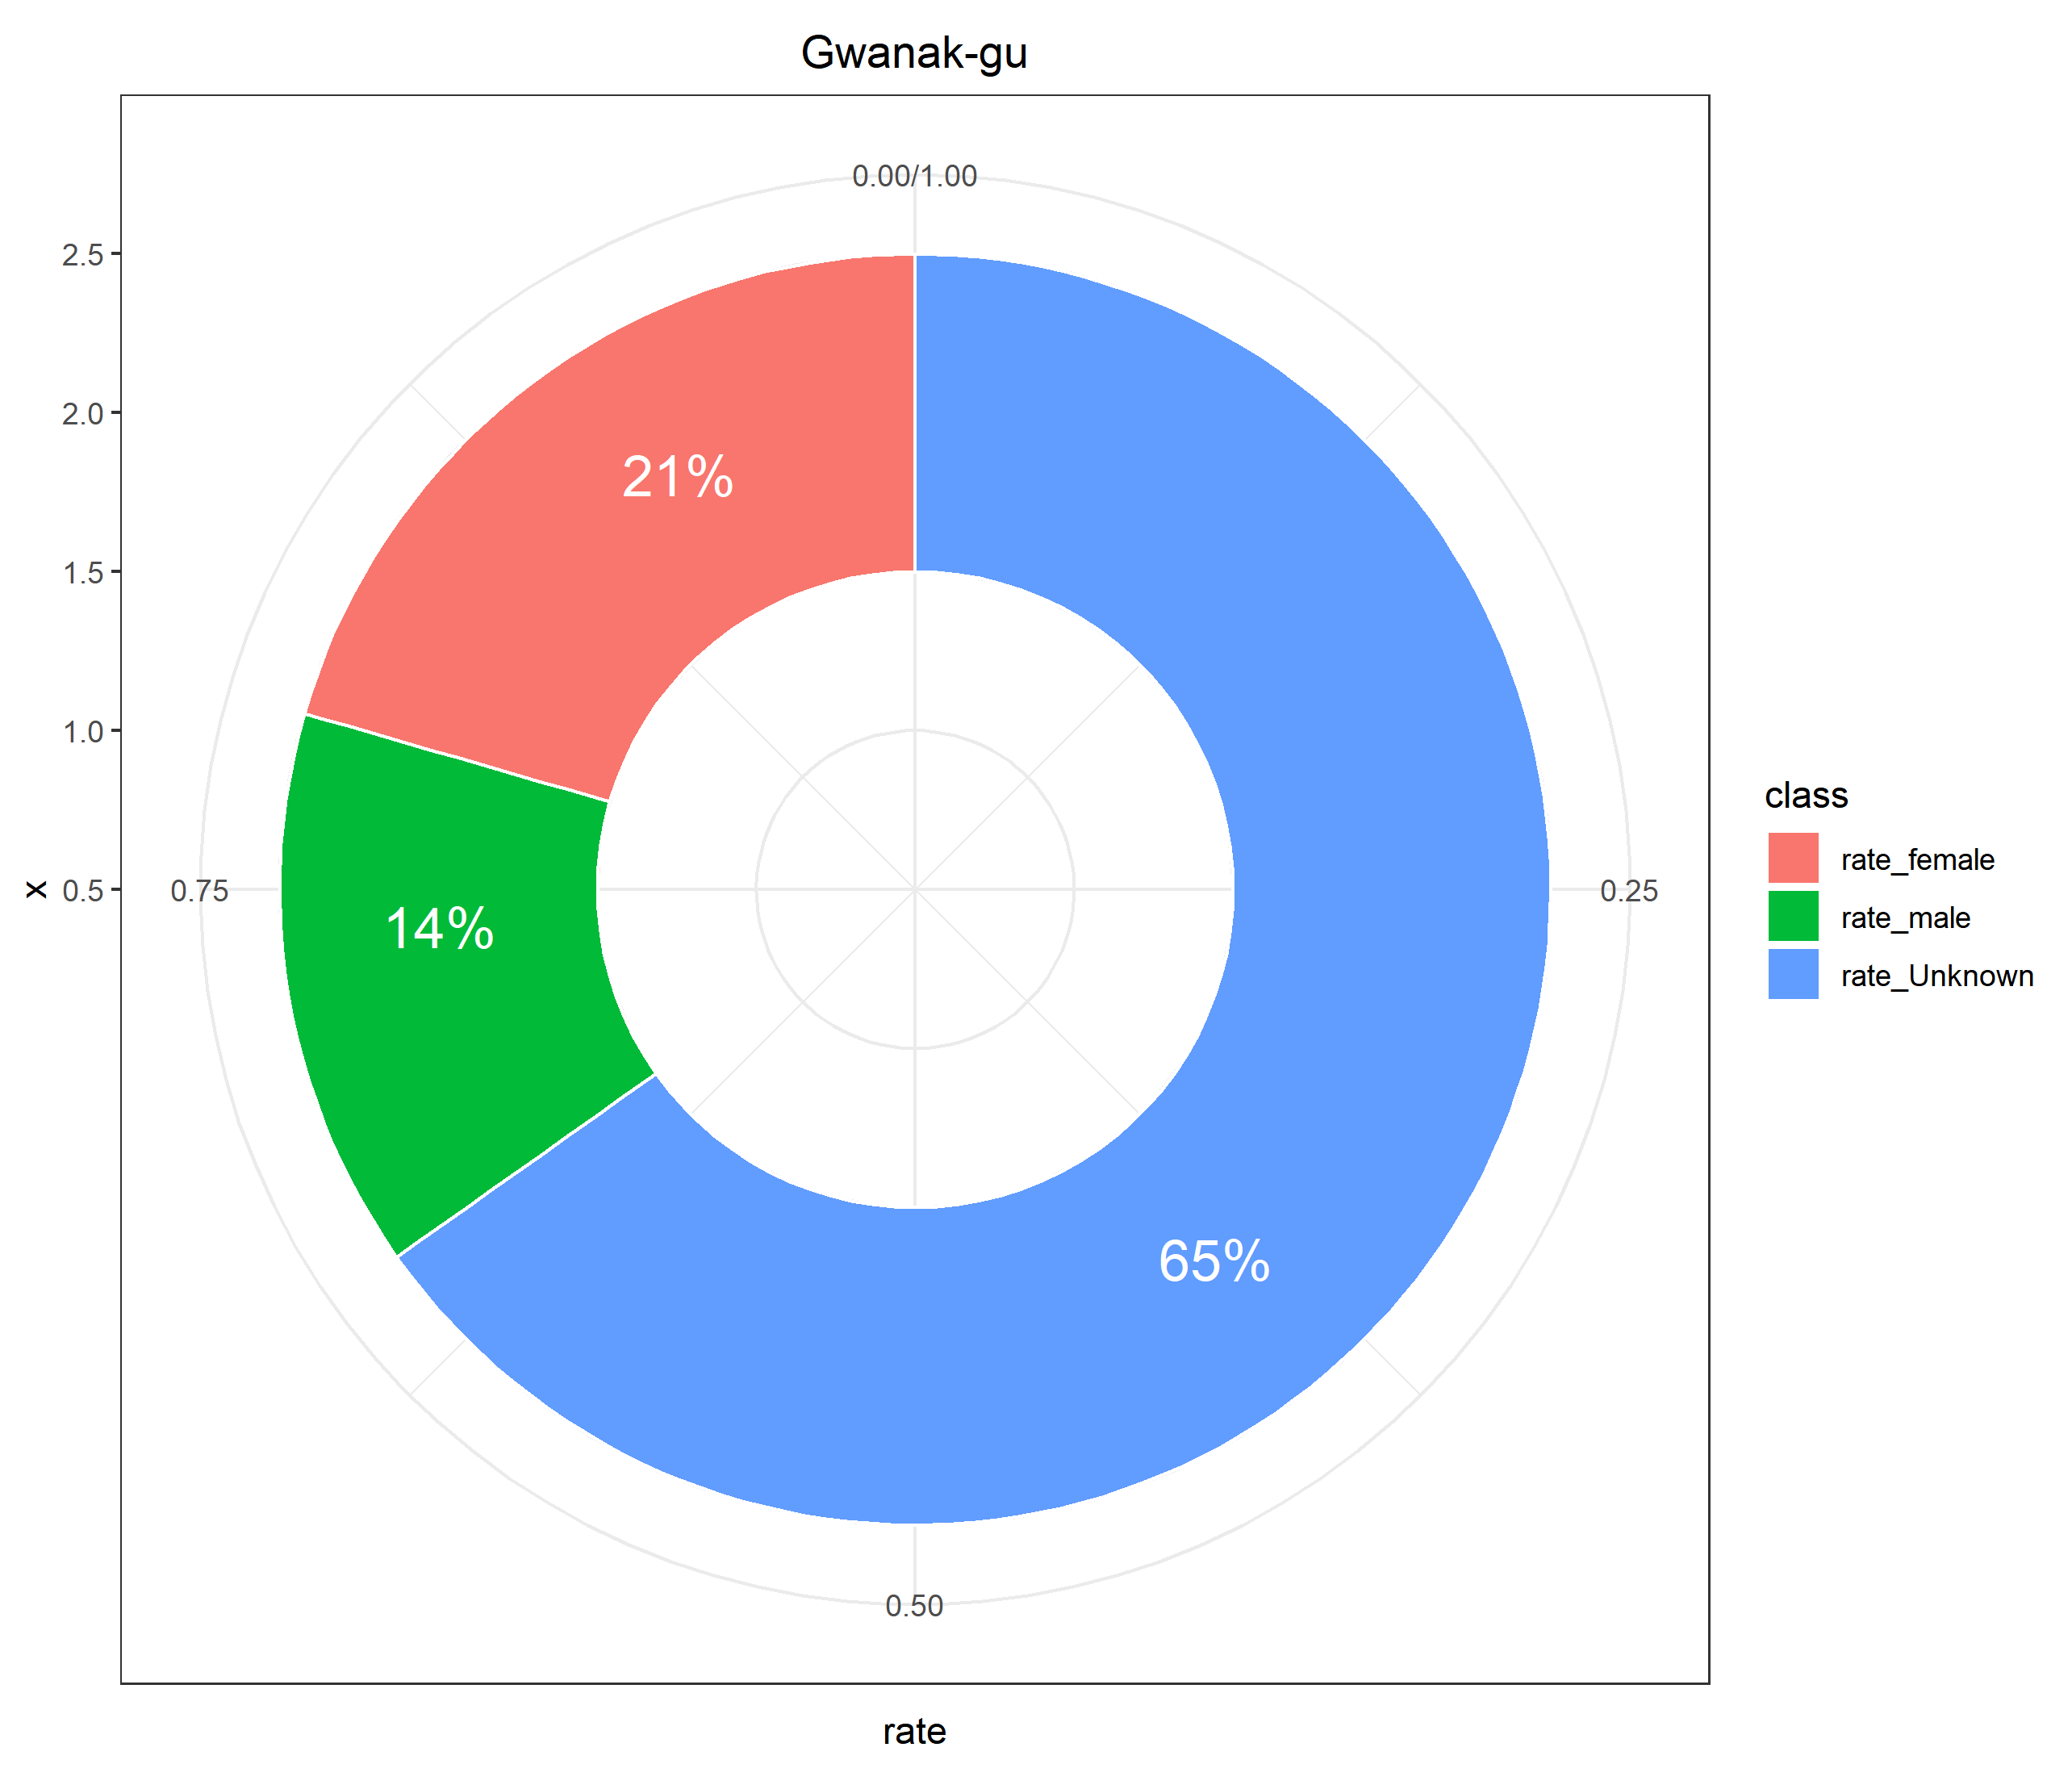 Gwanak-gu
0.00/1.00
2.5
2.0
21%
1.5
1.0
class
rate_female
x
0.5
0.75
0.25
14%
rate_male
rate_Unknown
65%
0.50
rate